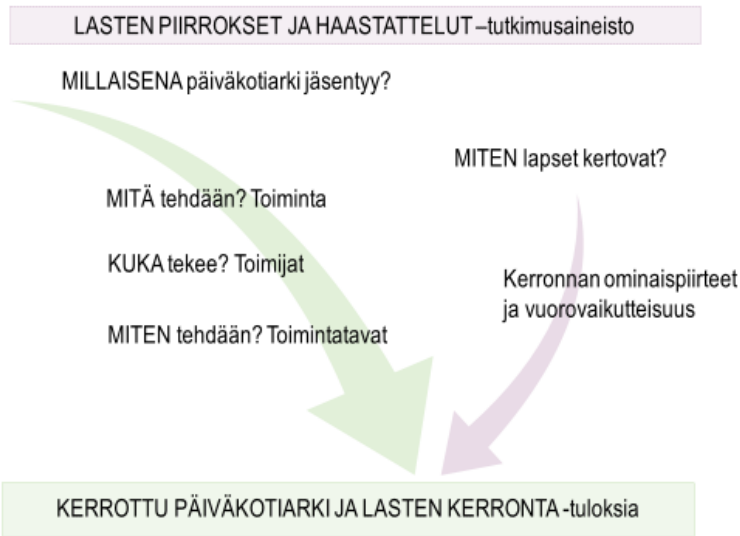 LASTEN PIIRROKSET JA HAASTATTELUT –tutkimusaineisto
MILLAISENA päiväkotiarki jäsentyy?
MITEN lapset kertovat?
MITÄ tehdään? Toiminta
KUKA tekee? Toimijat
Kerronnan ominaispiirteet
ja vuorovaikutteisuus
MITEN tehdään? Toimintatavat
KERROTTU PÄIVÄKOTIARKI JA LASTEN KERRONTA -tuloksia